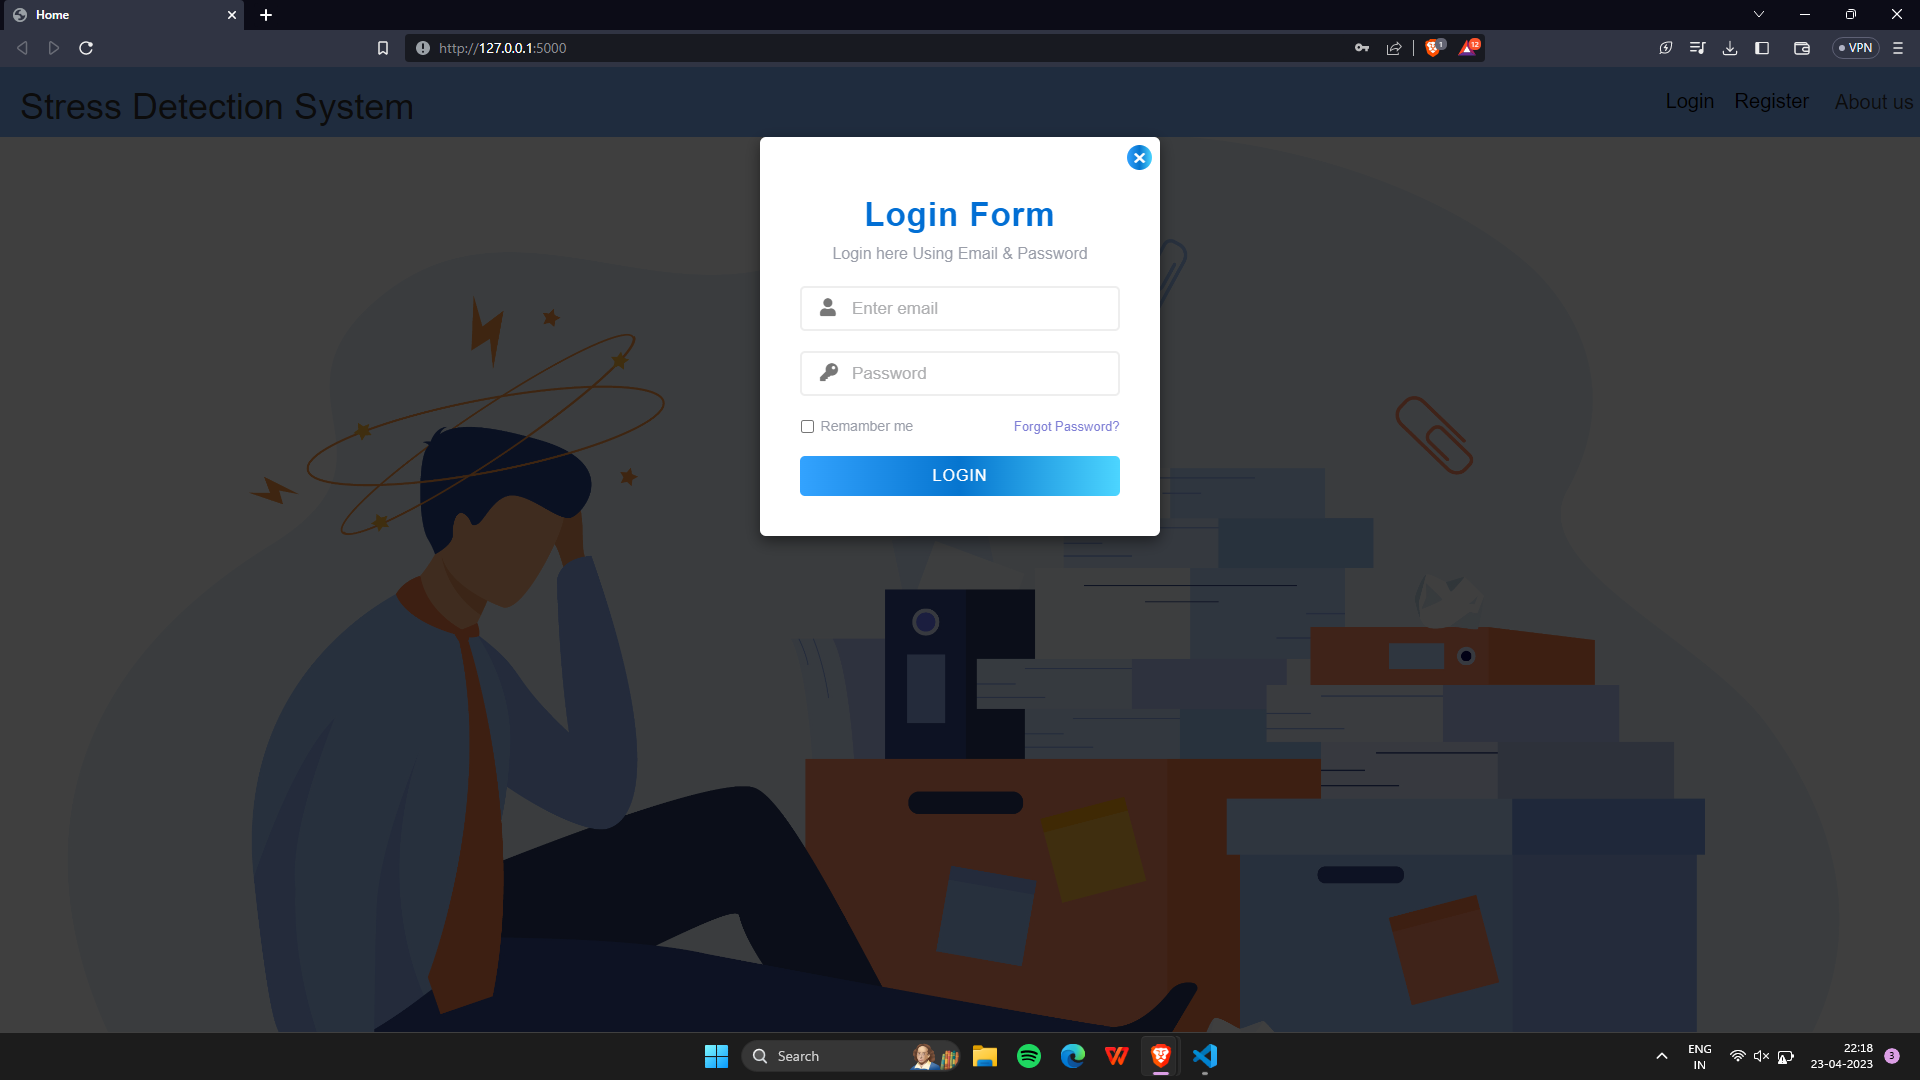 Home
http://127.0.0.1:5000
1
12
VPN
Stress Detection System
Login Register About us
Login Form
Login here Using Email & Password
Enter email
Password
Remamber me Forgot Password?
LOGIN
Search
ENG
IN
22:18
23-04-2023
3